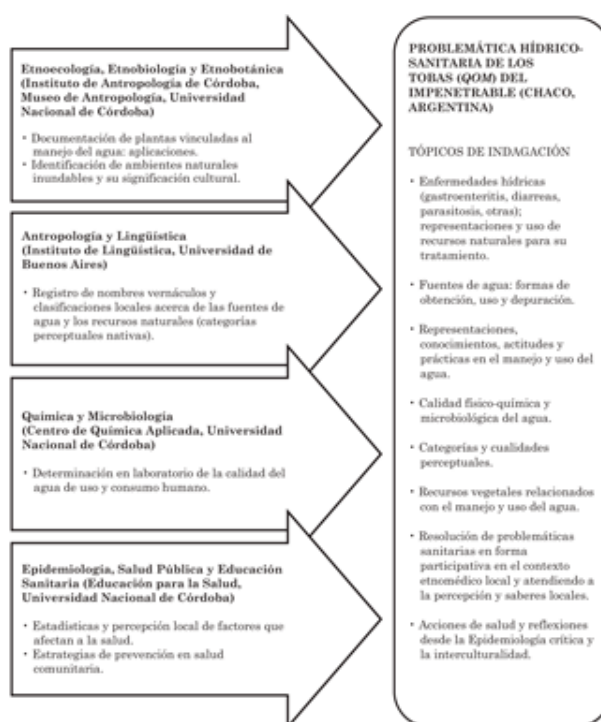 Etnoecología, Etnobiología y Etnobotánica
(Instituto de Antropología de Córdoba,
Museo de Antropología, Universidad
Nacional de Córdoba)
• Documentación de plantas vinculadas al
manejo del agua: aplicaciones.
• Identificación de ambientes naturales
inundables y su significación cultural.
Antropología y Lingüística
(Instituto de Lingüística, Universidad de
Buenos Aires)
• Registro de nombres vernáculos y
clasificaciones locales acerca de las fuentes de
agua y los recursos naturales (categorías
perceptuales nativas).
Química y Microbiología
(Centro de Química Aplicada, Universidad
Nacional de Córdoba)
• Determinación en laboratorio de la calidad del
agua de uso y consumo humano.
Epidemiología, Salud Pública y Educación
Sanitaria (Educación para la Salud,
Universidad Nacional de Córdoba)
• Estadísticas y percepción local de factores que
afectan a la salud.
• Estrategias de prevención en salud
comunitaria.
PROBLEMÁTICA HÍDRICO-
SANITARIA DE LOS
TOBAS (QOM) DEL
IMPENETRABLE (CHACO,
ARGENTINA)
TÓPICOS DE INDAGACIÓN
• Enfermedades hídricas
(gastroenteritis, diarreas,
parasitosis, otras);
representaciones y uso de
recursos naturales para su
tratamiento.
• Fuentes de agua: formas de
obtención, uso y depuración.
• Representaciones,
conocimientos, actitudes y
prácticas en el manejo y uso del
agua.
• Calidad físico-química y
microbiológica del agua.
• Categorías y cualidades
perceptuales.
• Recursos vegetales relacionados
con el manejo y uso del agua.
• Resolución de problemáticas
sanitarias en forma
participativa en el contexto
etnomédico local y atendiendo a
la percepción y saberes locales.
• Acciones de salud y reflexiones
desde la Epidemiología crítica y
la interculturalidad.